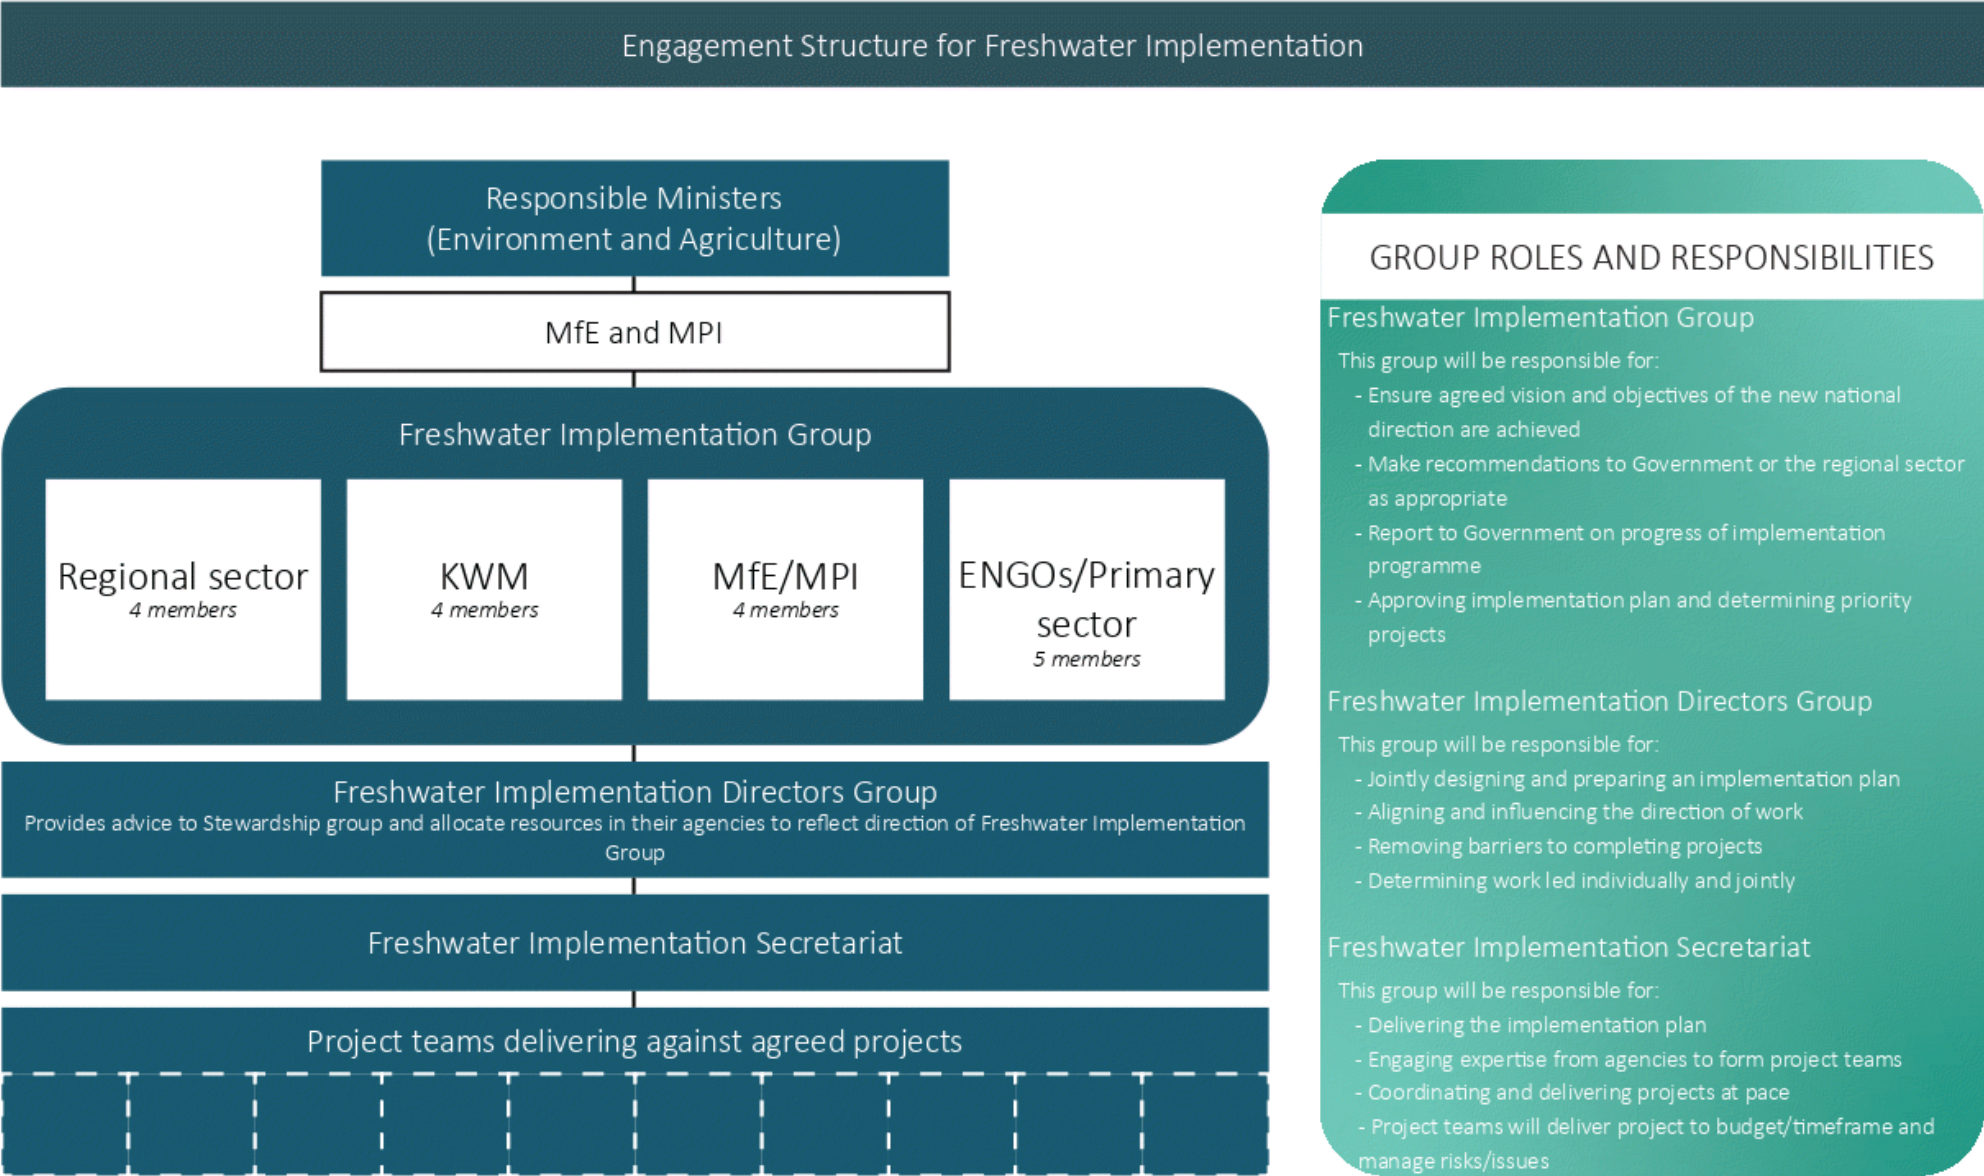 Engagement Structure for Freshwater Implementation
Responsible Ministers
(Environment and Agriculture)
MfE and MPI
Freshwater Implementation Group
Regional sector
4 members
KWM
4 members
MfE/MPI
4 members
ENGOs/Primary
sector
5 members
Freshwater Implementation Directors Group
Provides advice to Stewardship group and allocate resources in their agencies to reflect direction of Freshwater Implementation
Group
Freshwater Implementation Secretariat
Project teams delivering against agreed projects
GROUP ROLES AND RESPONSIBILITIES
Freshwater Implementation Group
This group will be responsible for:
- Ensure agreed vision and objectives of the new national
direction are achieved
- Make recommendations to Government or the regional sector
as appropriate
- Report to Government on progress of implementation
programme
- Approving implementation plan and determining priority
projects
Freshwater Implementation Directors Group
This group will be responsible for:
- Jointly designing and preparing an implementation plan
- Aligning and influencing the direction of work
- Removing barriers to completing projects
- Determining work led individually and jointly
Freshwater Implementation Secretariat
This group will be responsible for:
- Delivering the implementation plan
- Engaging expertise from agencies to form project teams
- Coordinating and delivering projects at pace
- Project teams will deliver project to budget/timeframe and
manage risks/issues